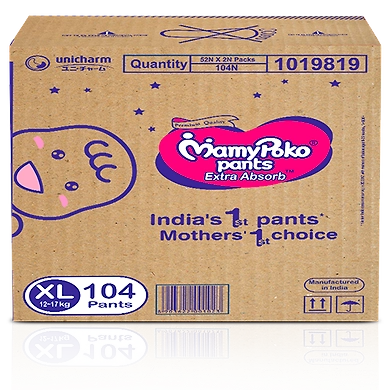 unicharm
ユニ・チャーム
Quantity
52N X 2N Packs
104N
1019819
Premium Quality
MamyPoko
pants
Extra Absorb™
India's 1st pants*
Mothers' 1st choice
XL
12-17kg
104
Pants
Manufactured
in India